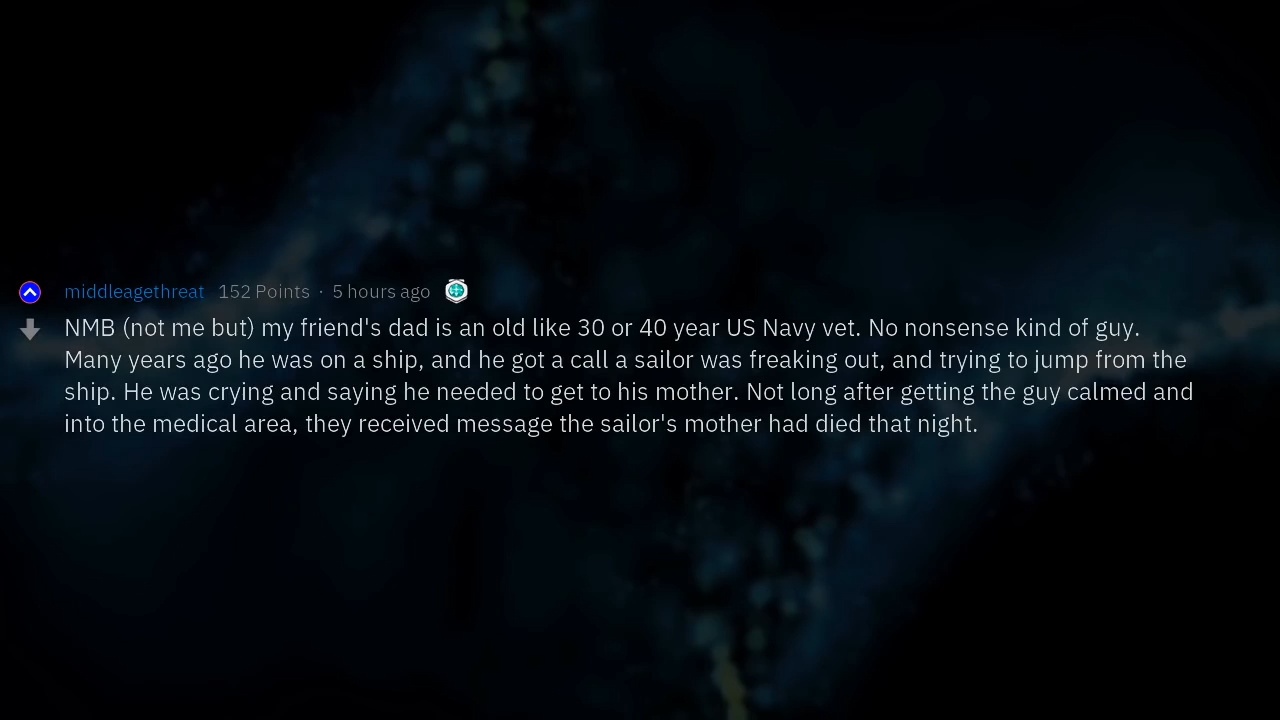 middleagethreat 152 Points · 5 hours ago
NMB (not me but) my friend's dad is an old like 30 or 40 year US Navy vet. No nonsense kind of guy.
Many years ago he was on a ship, and he got a call a sailor was freaking out, and trying to jump from the
ship. He was crying and saying he needed to get to his mother. Not long after getting the guy calmed and
into the medical area, they received message the sailor's mother had died that night.